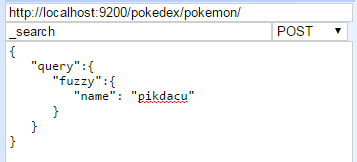 http://localhost:9200/pokedex/pokemon/
_search POST
{
"query":{
"fuzzy":{
"name": "pikdacu"
}
}
}